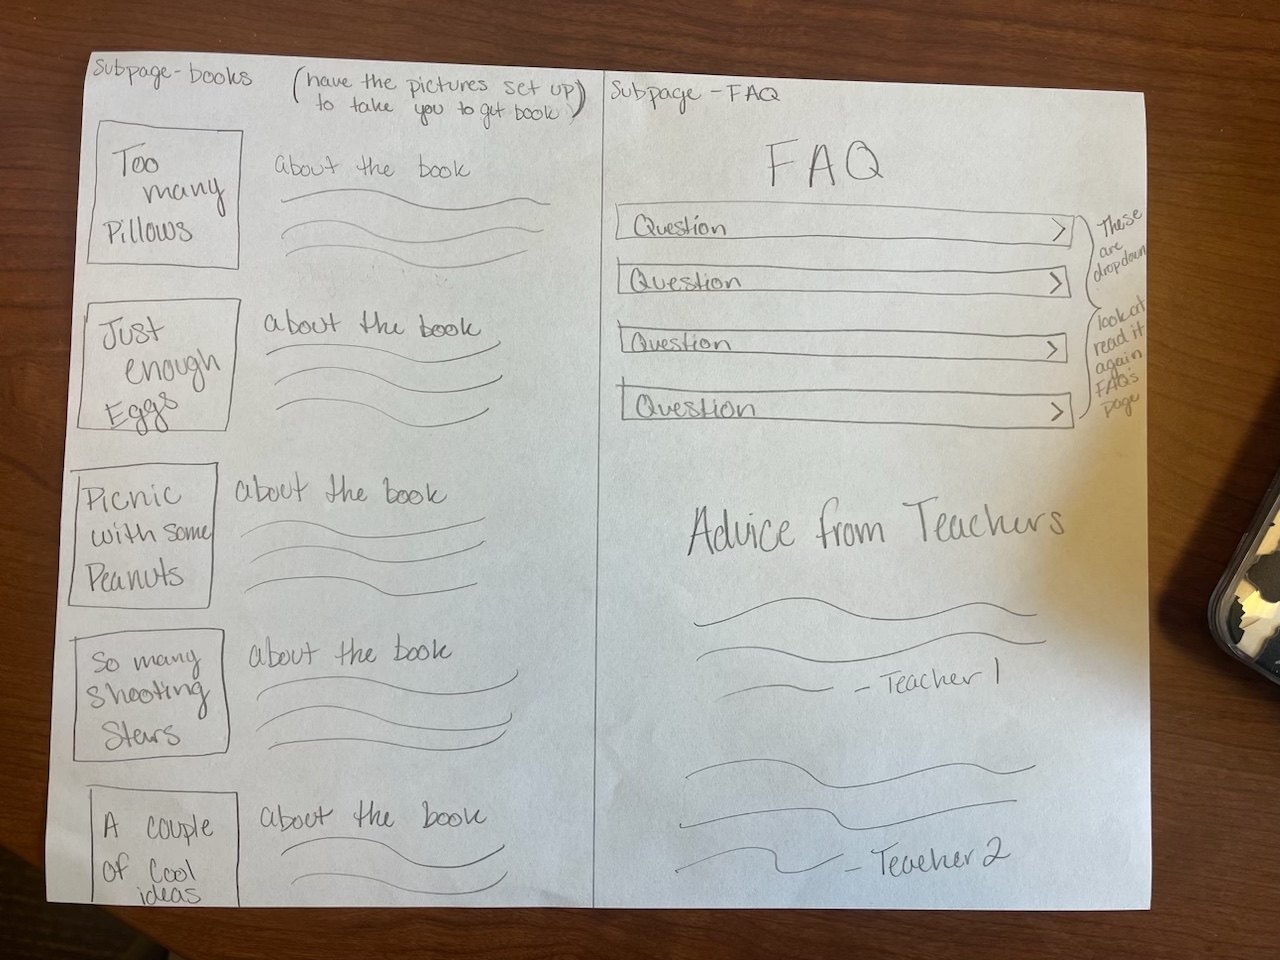 Subpage-books
(have the pictures set up)
to take you to get book
Too
many
Pillows
about the book
Just
enough
Eggs
about the book
Picnic
with some
Peanuts
about the book
So many
Shooting
Stars
about the book
A couple
of cool
ideas
about the book
Subpage - FAQ
FAQ
Question >
Question >
Question >
Question >
These
are
dropdown
look at
read it
again
FAQ's
page
Advice from Teachers
- Teacher 1
- Teacher 2